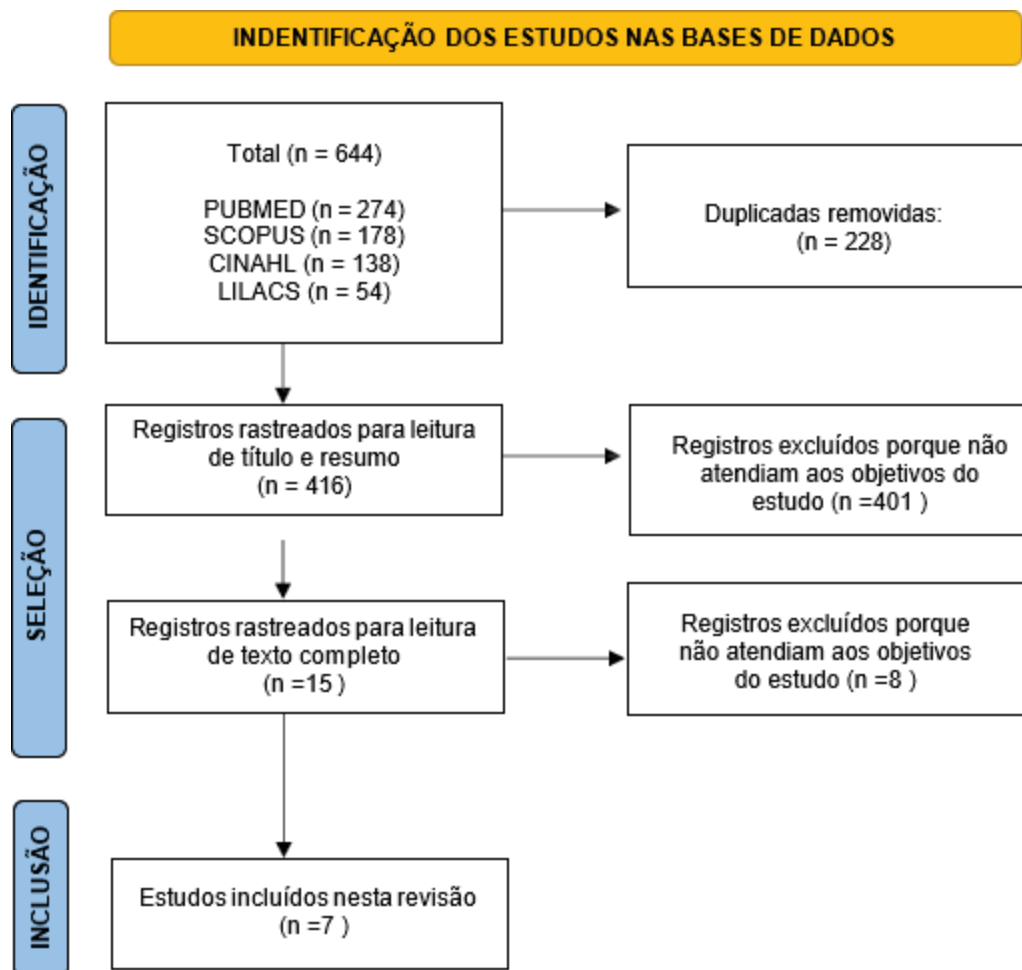 INDENTIFICAÇÃO DOS ESTUDOS NAS BASES DE DADOS
IDENTIFICAÇÃO
Total (n = 644)
PUBMED (n = 274)
SCOPUS (n = 178)
CINAHL (n = 138)
LILACS (n = 54)
Duplicadas removidas:
(n = 228)
SELEÇÃO
Registros rastreados para leitura
de título e resumo
(n = 416)
Registros excluídos porque não
atendiam aos objetivos do
estudo (n =401 )
Registros rastreados para leitura
de texto completo
(n =15 )
Registros excluídos porque
não atendiam aos objetivos
do estudo (n =8 )
INCLUSÃO
Estudos incluídos nesta revisão
(n =7 )